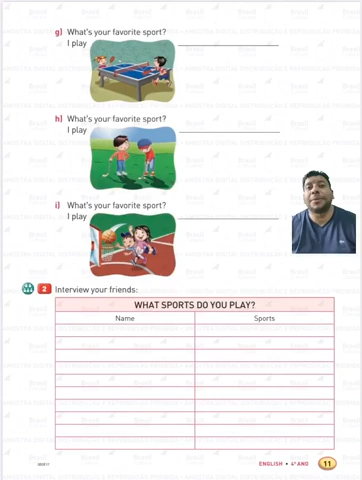 g) What's your favorite sport?
I play
h) What's your favorite sport?
I play
i) What's your favorite sport?
I play
2 Interview your friends:
WHAT SPORTS DO YOU PLAY?
Name Sports
ENGLISH • 4º ANO 11